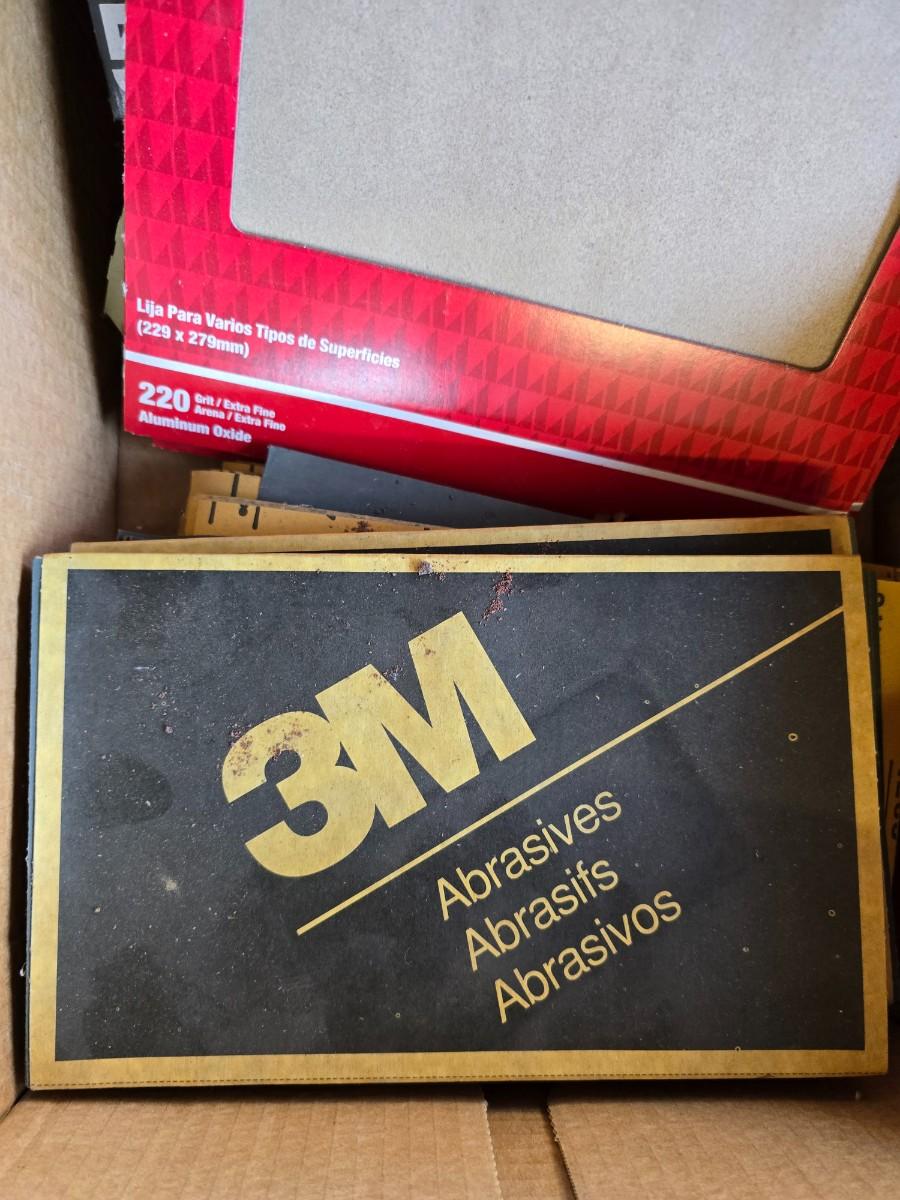 Lija Para Varios Tipos de Superficies
(229 x 279mm)
220 Grit / Extra Fine
Arena / Extra Fino
Aluminum Oxide
3M
Abrasives
Abrasifs
Abrasivos